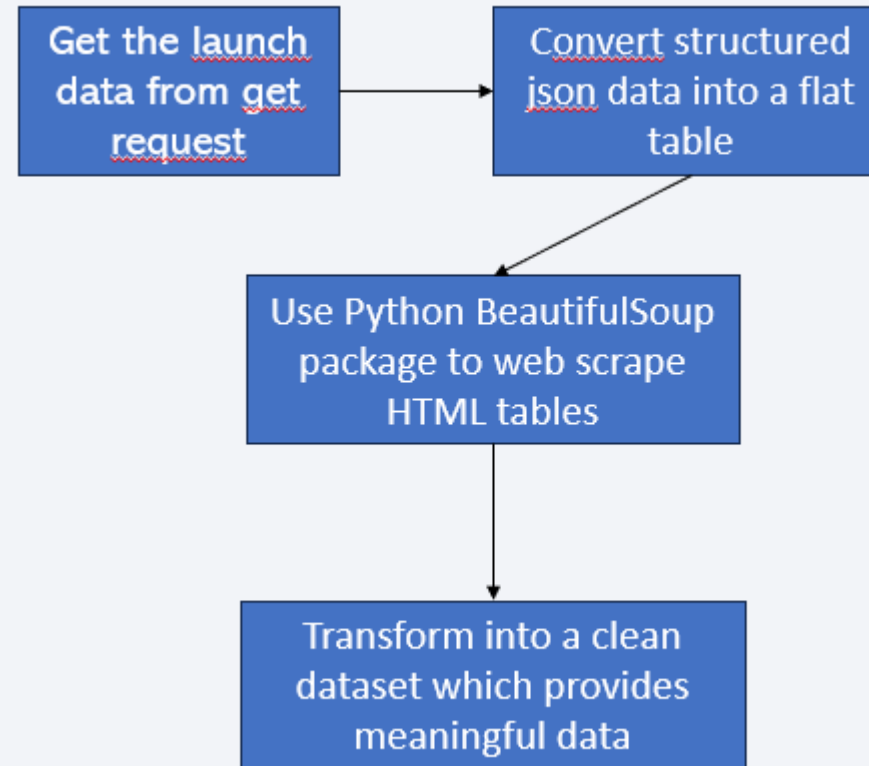 Get the launch
data from get
request
Convert structured
json data into a flat
table
Use Python BeautifulSoup
package to web scrape
HTML tables
Transform into a clean
dataset which provides
meaningful data